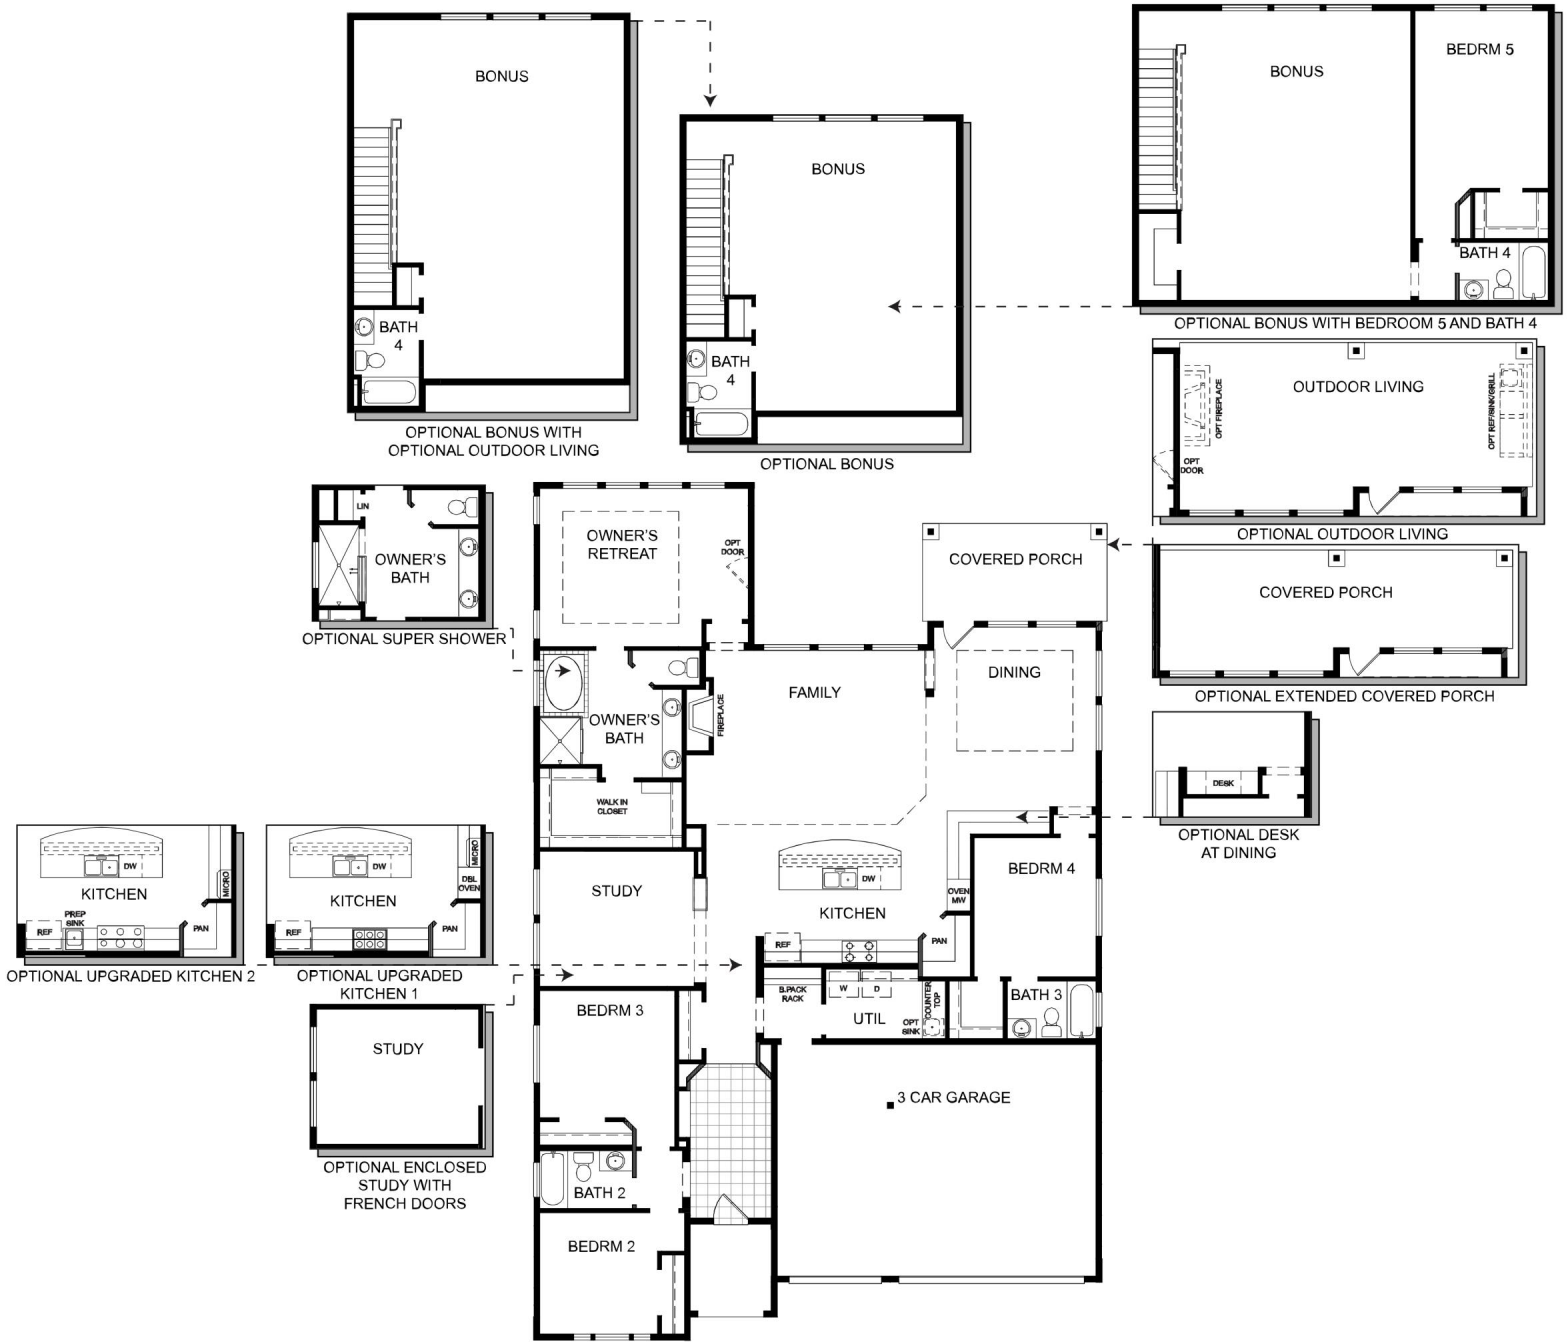 BONUS
BATH
4
OPTIONAL BONUS WITH
OPTIONAL OUTDOOR LIVING
BONUS
BATH
4
OPTIONAL BONUS
BONUS
BEDRM 5
BATH 4
OPTIONAL BONUS WITH BEDROOM 5 AND BATH 4
OUTDOOR LIVING
OPT FIREPLACE
OPT REF/SINK/GRILL
OPT
DOOR
OPTIONAL OUTDOOR LIVING
COVERED PORCH
OPTIONAL EXTENDED COVERED PORCH
DESK
OPTIONAL DESK
AT DINING
LIN
OWNER'S
BATH
OPTIONAL SUPER SHOWER
KITCHEN
DW
MICRO
PREP
SINK
REF
PAN
OPTIONAL UPGRADED KITCHEN 2
KITCHEN
DW
MICRO
DBL
OVEN
REF
PAN
OPTIONAL UPGRADED
KITCHEN 1
STUDY
OPTIONAL ENCLOSED
STUDY WITH
FRENCH DOORS
OWNER'S
RETREAT
OPT
DOOR
COVERED PORCH
FAMILY
DINING
FIREPLACE
OWNER'S
BATH
WALK IN
CLOSET
STUDY
DW
KITCHEN
OVEN
MW
REF
PAN
BEDRM 4
BEDRM 3
B.PACK
RACK
W
D
UTIL
OPT
SINK
COUNTER
TOP
BATH 3
3 CAR GARAGE
BATH 2
BEDRM 2